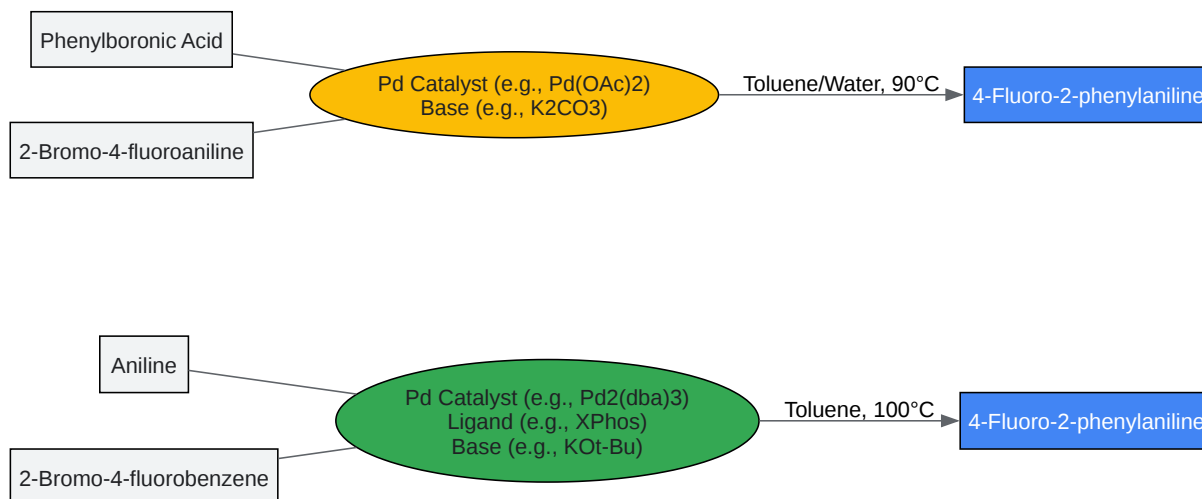 Phenylboronic Acid
2-Bromo-4-fluoroaniline
Pd Catalyst (e.g., Pd(OAc)2)
Base (e.g., K2CO3)
Toluene/Water, 90°C
4-Fluoro-2-phenylaniline
Aniline
2-Bromo-4-fluorobenzene
Pd Catalyst (e.g., Pd2(dba)3)
Ligand (e.g., XPhos)
Base (e.g., KOt-Bu)
Toluene, 100°C
4-Fluoro-2-phenylaniline